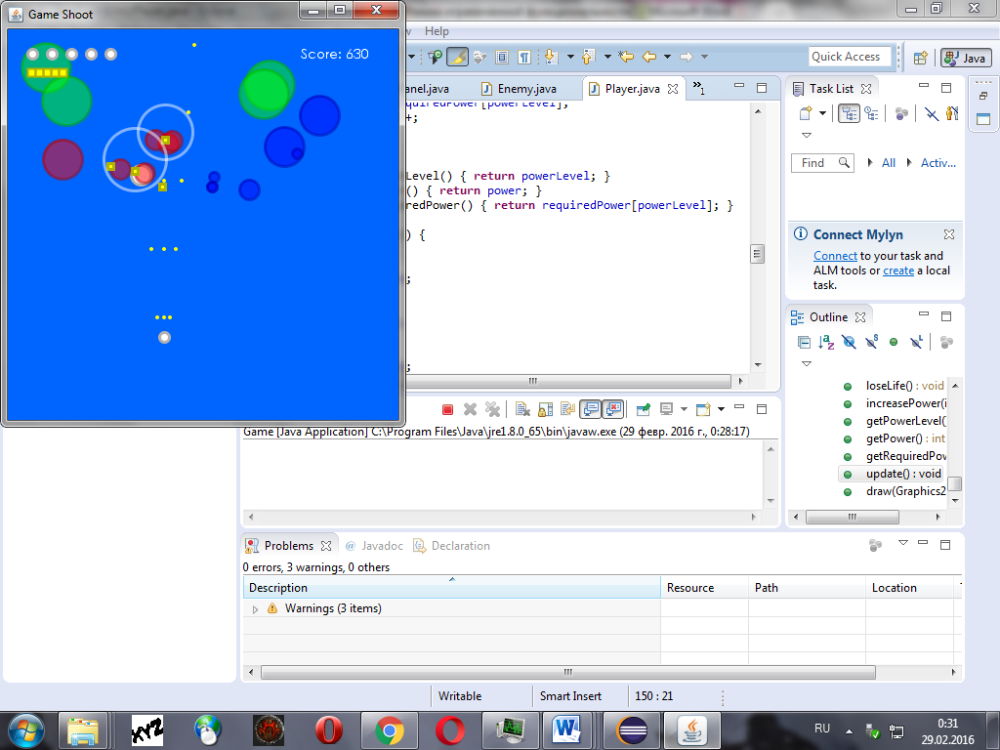 Game Shoot
Score: 630
Help
Quick Access
Java
anel.java
Enemy.java
Player.java
»1
Task List
quiredPower[powerLevel];
+;
Level() { return powerLevel; }
() { return power; }
redPower() { return requiredPower[powerLevel]; }
) {
;
;
Find
All
Activ...
Connect Mylyn
Connect to your task and
ALM tools or create a local
task.
Outline
loseLife() : void
increasePower(i
getPowerLevel()
getPower() : int
getRequiredPov
update() : void
draw(Graphics2
Game [Java Application] C:\Program Files\Java\jre1.8.0_65\bin\javaw.exe (29 февр. 2016 г., 0:28:17)
Problems
@ Javadoc
Declaration
0 errors, 3 warnings, 0 others
Description
Resource
Path
Location
Warnings (3 items)
Writable
Smart Insert
150 : 21
XYZ
RU
0:31
29.02.2016